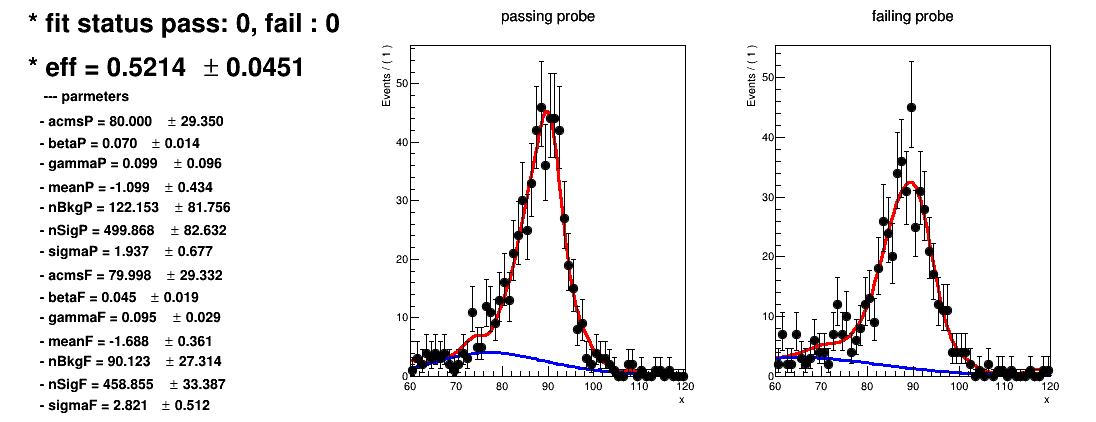 * fit status pass: 0, fail : 0
* eff = 0.5214 ± 0.0451
--- parmeters
- acmsP = 80.000 ± 29.350
- betaP = 0.070 ± 0.014
- gammaP = 0.099 ± 0.096
- meanP = -1.099 ± 0.434
- nBkgP = 122.153 ± 81.756
- nSigP = 499.868 ± 82.632
- sigmaP = 1.937 ± 0.677
- acmsF = 79.998 ± 29.332
- betaF = 0.045 ± 0.019
- gammaF = 0.095 ± 0.029
- meanF = -1.688 ± 0.361
- nBkgF = 90.123 ± 27.314
- nSigF = 458.855 ± 33.387
- sigmaF = 2.821 ± 0.512
passing probe
Events / ( 1 )
50
40
30
20
10
0
60 70 80 90 100 110 120
x
failing probe
Events / ( 1 )
50
40
30
20
10
0
60 70 80 90 100 110 120
x